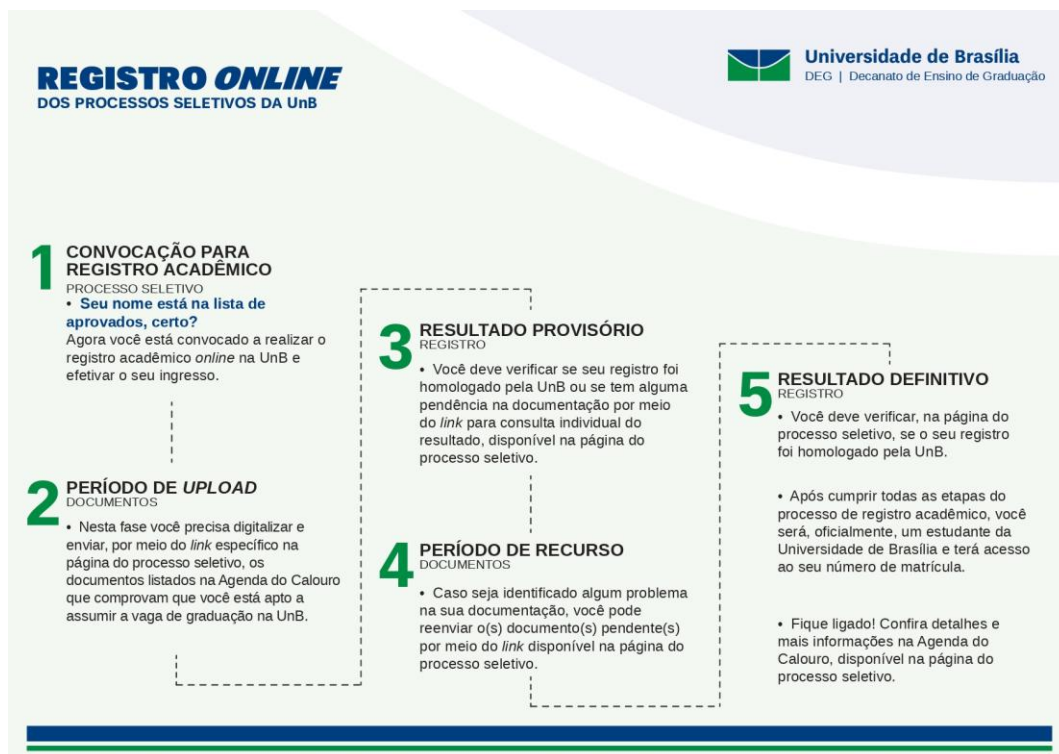 REGISTRO ONLINE
DOS PROCESSOS SELETIVOS DA UnB
Universidade de Brasília
DEG | Decanato de Ensino de Graduação
1 CONVOCAÇÃO PARA
REGISTRO ACADÊMICO
PROCESSO SELETIVO
• Seu nome está na lista de
aprovados, certo?
Agora você está convocado a realizar o
registro acadêmico online na UnB e
efetivar o seu ingresso.
2 PERÍODO DE UPLOAD
DOCUMENTOS
• Nesta fase você precisa digitalizar e
enviar, por meio do link específico na
página do processo seletivo, os
documentos listados na Agenda do Calouro
que comprovam que você está apto a
assumir a vaga de graduação na UnB.
3 RESULTADO PROVISÓRIO
REGISTRO
• Você deve verificar se seu registro foi
homologado pela UnB ou se tem alguma
pendência na documentação por meio
do link para consulta individual do
resultado, disponível na página do
processo seletivo.
4 PERÍODO DE RECURSO
DOCUMENTOS
• Caso seja identificado algum problema
na sua documentação, você pode
reenviar o(s) documento(s) pendente(s)
por meio do link disponível na página do
processo seletivo.
5 RESULTADO DEFINITIVO
REGISTRO
• Você deve verificar, na página do
processo seletivo, se o seu registro
foi homologado pela UnB.
• Após cumprir todas as etapas do
processo de registro acadêmico, você
será, oficialmente, um estudante da
Universidade de Brasília e terá acesso
ao seu número de matrícula.
• Fique ligado! Confira detalhes e
mais informações na Agenda do
Calouro, disponível na página do
processo seletivo.